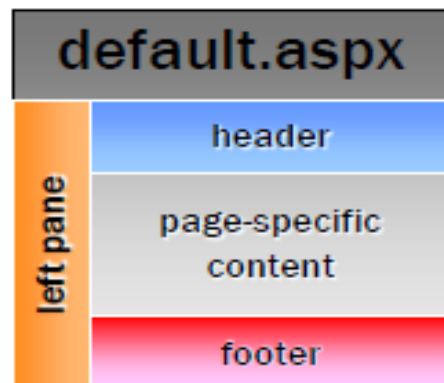 default.aspx
left pane
header
page-specific
content
footer